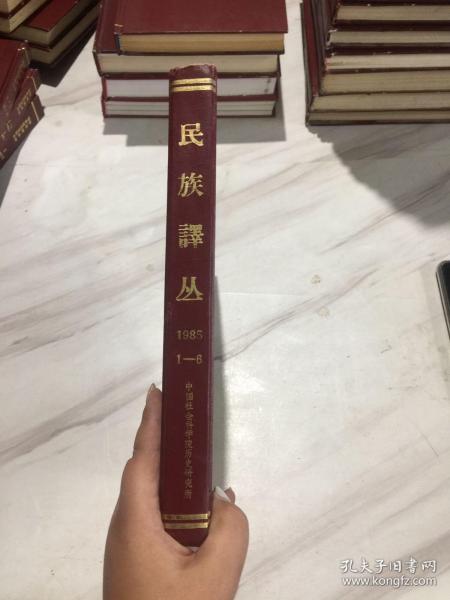 民族譯丛
1985
1—6
中国社会科学院历史研究所
孔夫子旧书网
www.kongfz.com